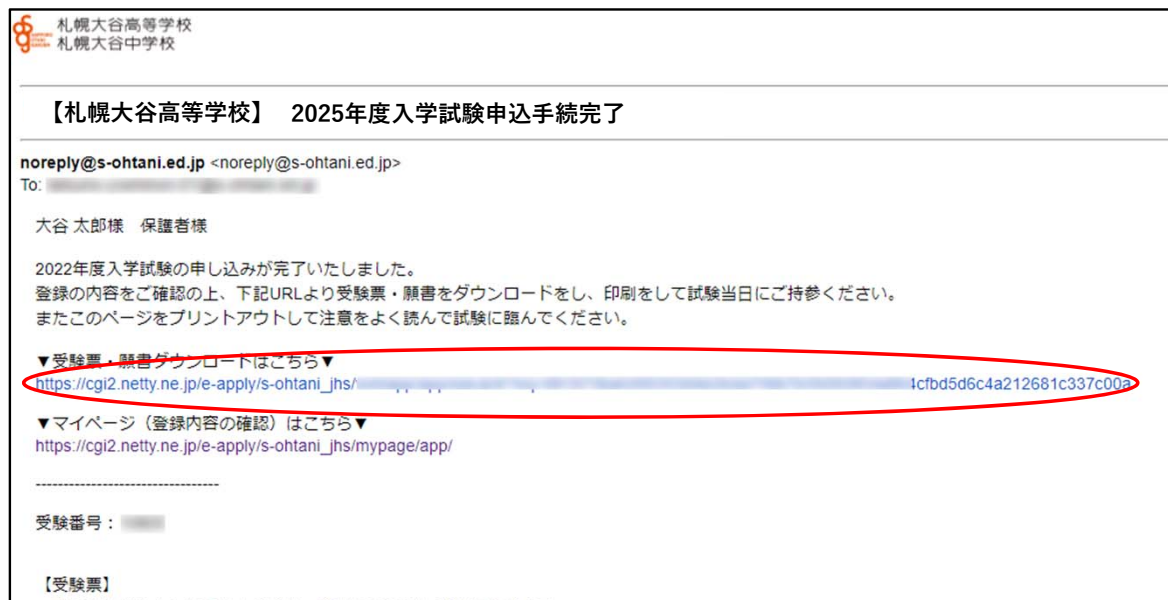 札幌大谷高等学校
札幌大谷中学校
【札幌大谷高等学校】 2025年度入学試験申込手続完了
noreply@s-ohtani.ed.jp <noreply@s-ohtani.ed.jp>
To:
大谷 太郎様 保護者様
2022年度入学試験の申し込みが完了いたしました。
登録の内容をご確認の上、下記URLより受験票・願書をダウンロードをし、印刷をして試験当日にご持参ください。
またこのページをプリントアウトして注意をよく読んで試験に臨んでください。
▼受験票・願書ダウンロードはこちら▼
https://cgi2.netty.ne.jp/e-apply/s-ohtani_jhs/ 4cfbd5d6c4a212681c337c00a
▼マイページ（登録内容の確認）はこちら▼
https://cgi2.netty.ne.jp/e-apply/s-ohtani_jhs/mypage/app/
---------------------------------
受験番号：
【受験票】